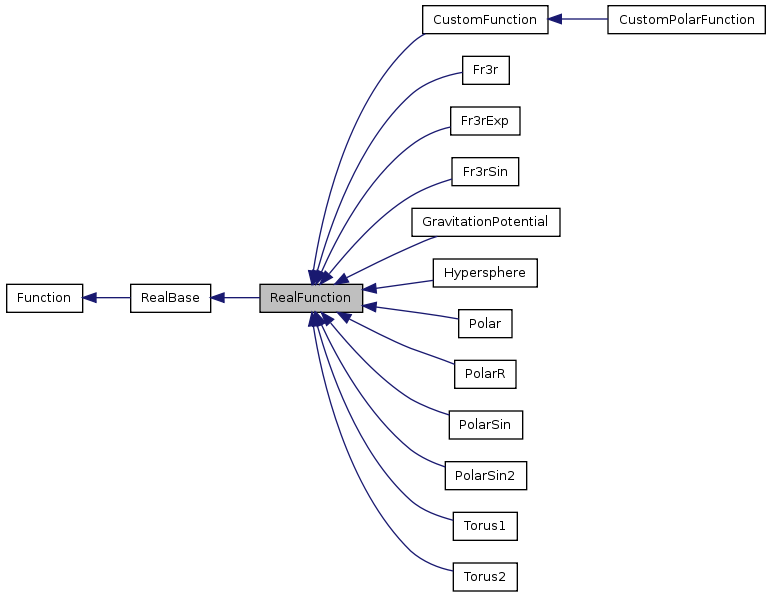 CustomFunction
CustomPolarFunction
Fr3r
Fr3rExp
Fr3rSin
GravitationPotential
Hypersphere
Function
RealBase
RealFunction
Polar
PolarR
PolarSin
PolarSin2
Torus1
Torus2